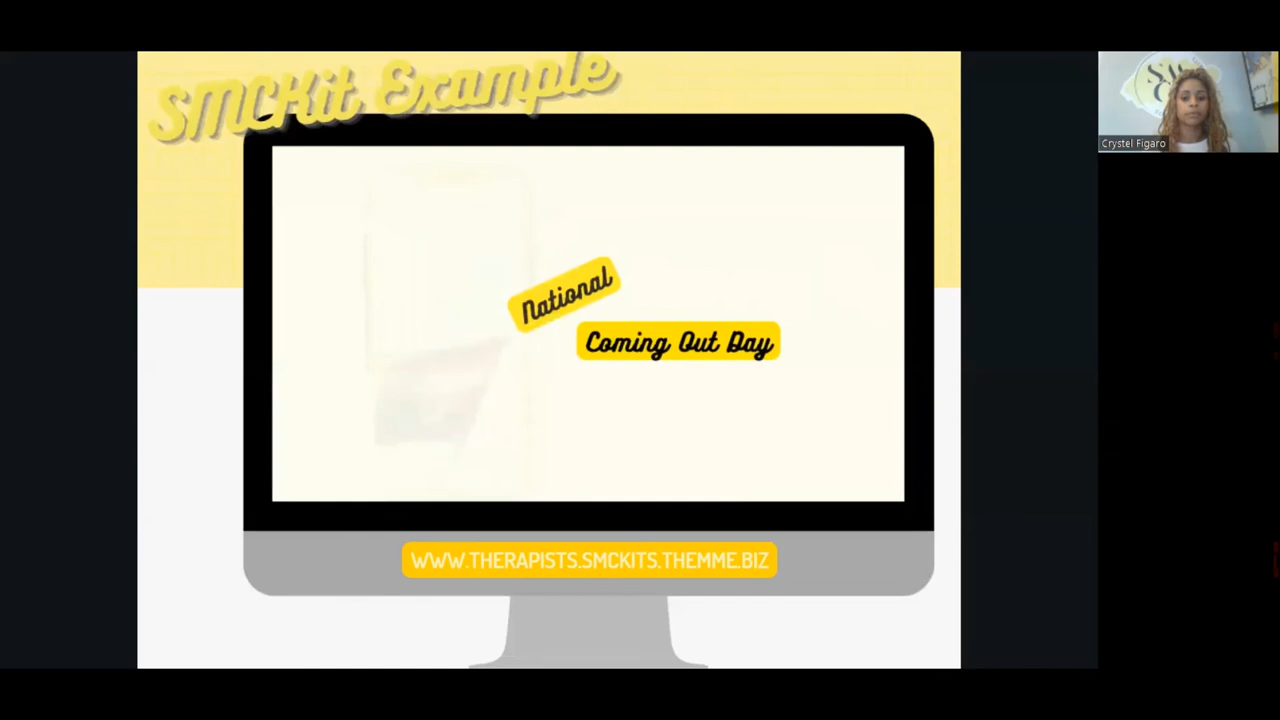 SMCKit Example
Crystel Figaro
National
Coming Out Day
WWW.THERAPISTS.SMCKITS.THEMME.BIZ